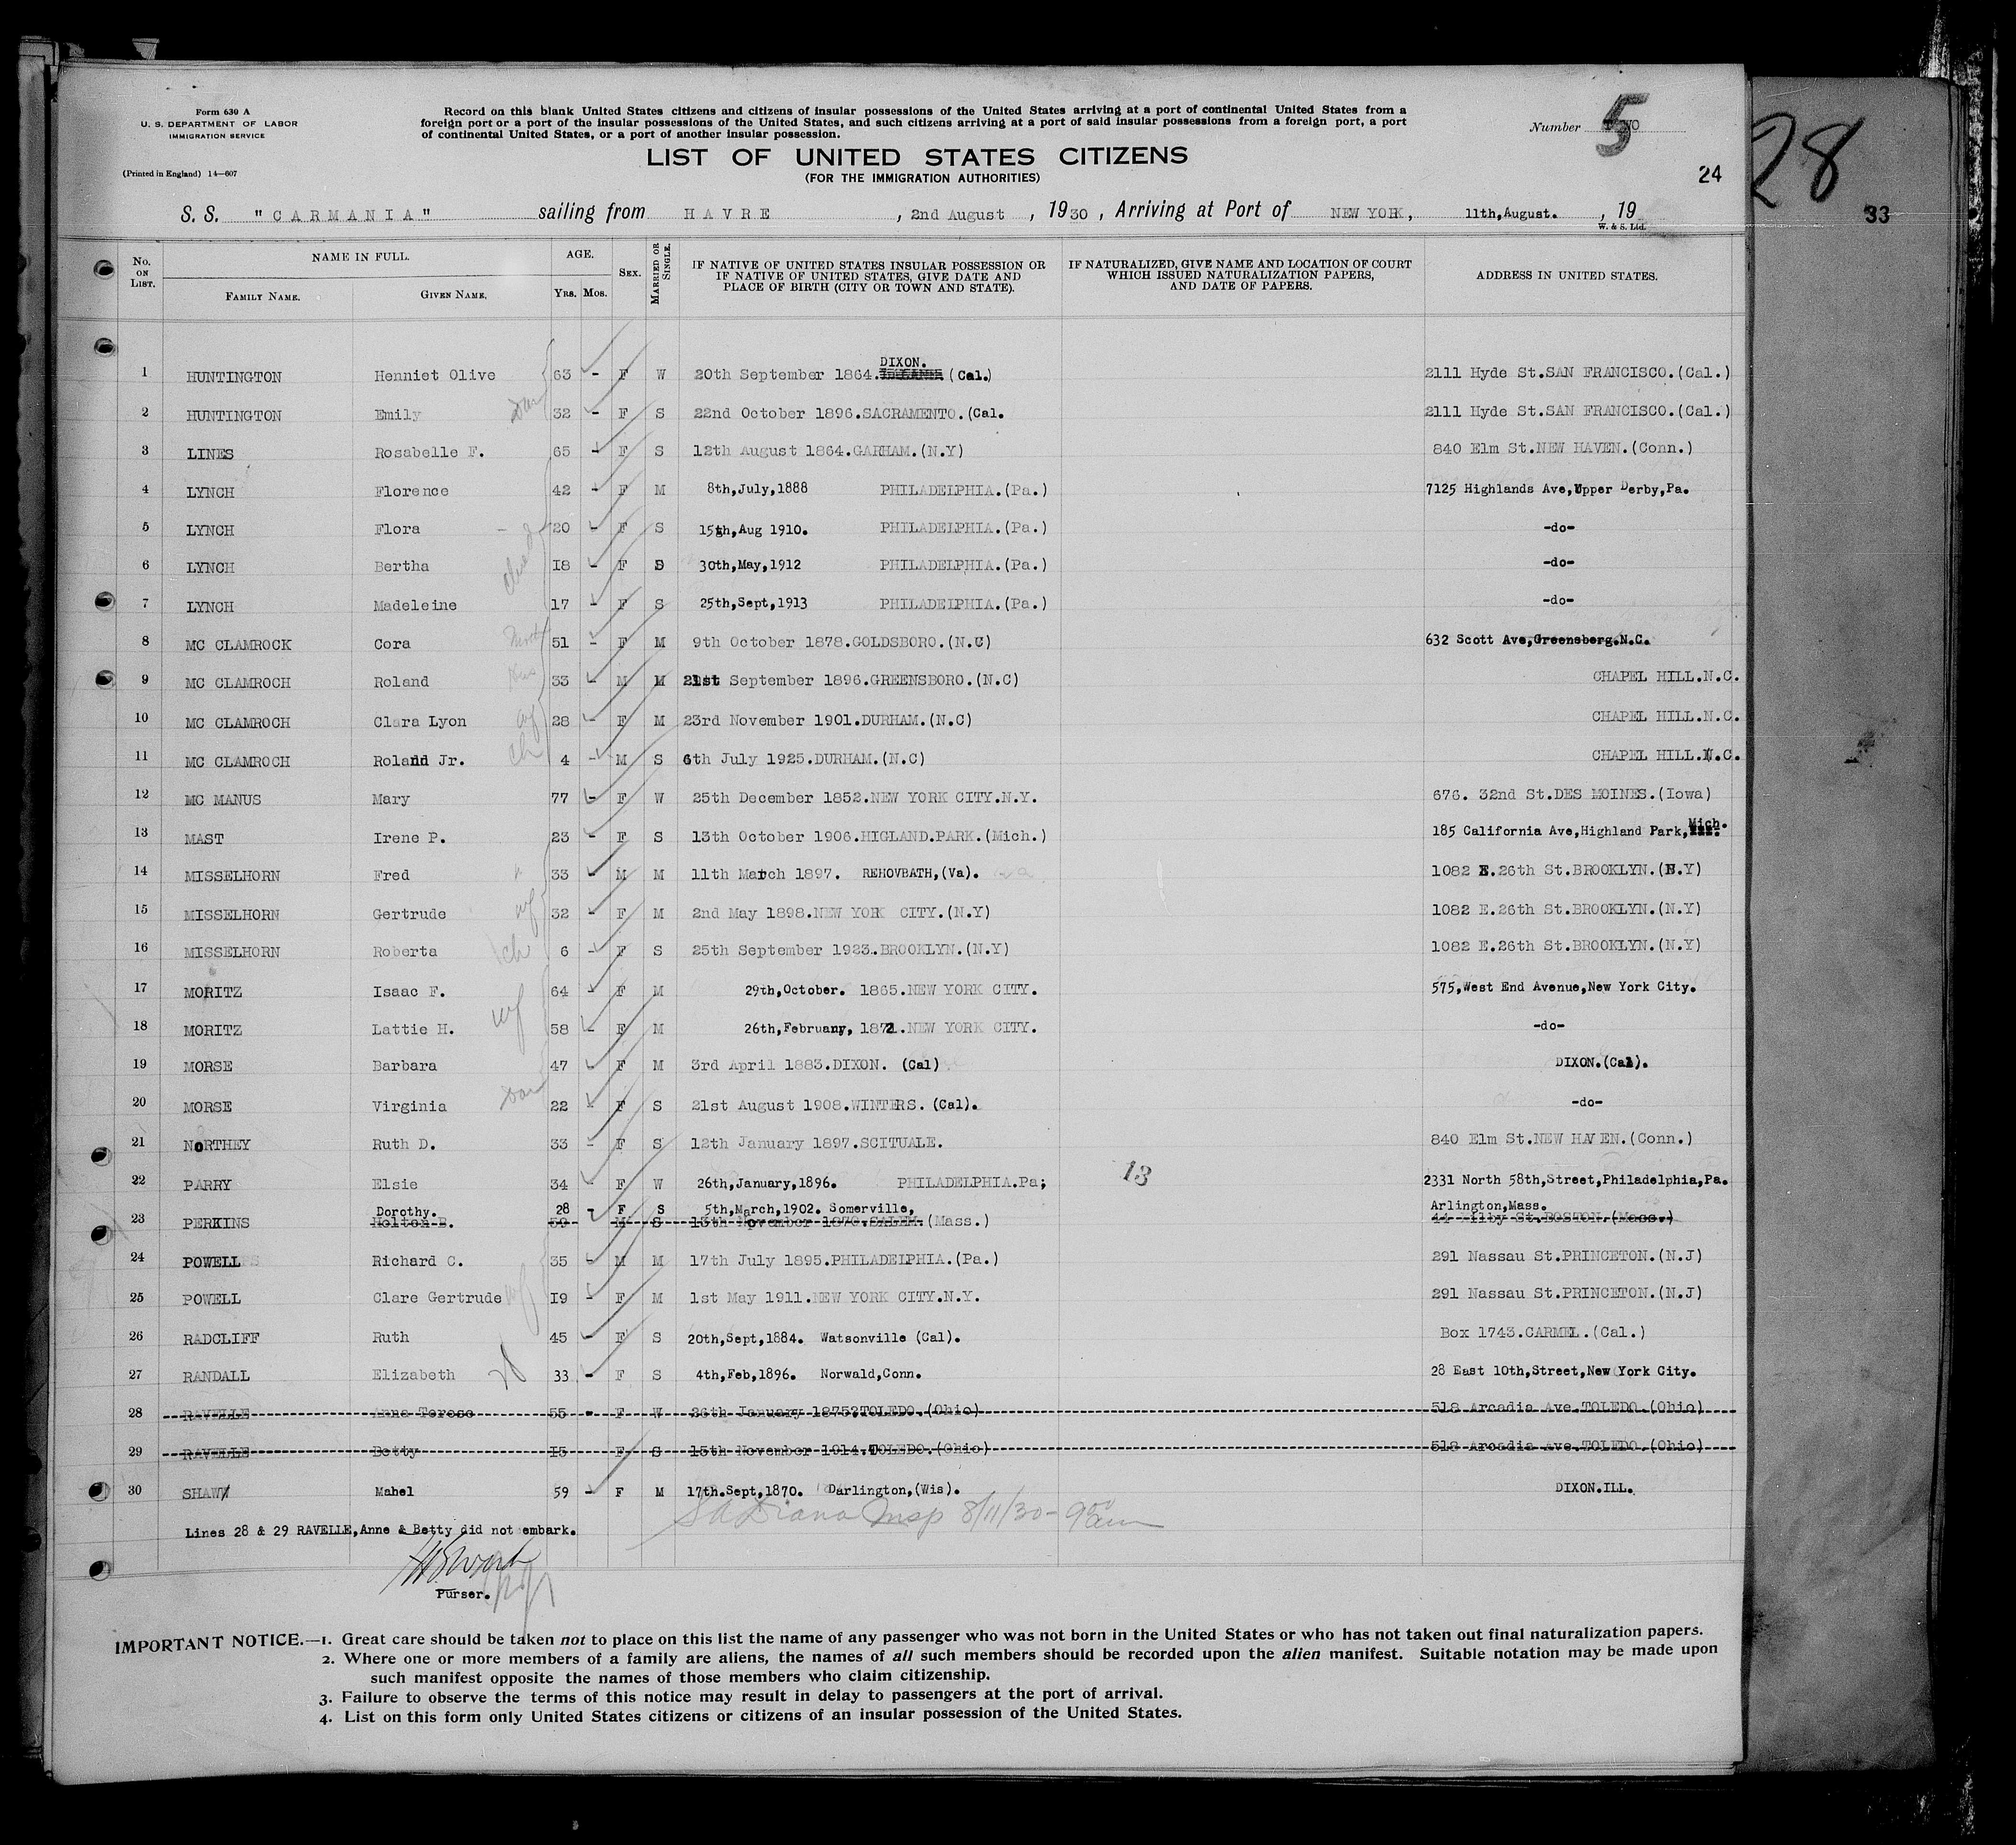 Form 630 A
U. S. DEPARTMENT OF LABOR
IMMIGRATION SERVICE
(Printed in England) 14—607
Record on this blank United States citizens and citizens of insular possessions of the United States arriving at a port of continental United States from a
foreign port or a port of the insular possessions of the United States, and such citizens arriving at a port of said insular possessions from a foreign port, a port
of continental United States, or a port of another insular possession.
Number 5
LIST OF UNITED STATES CITIZENS
(FOR THE IMMIGRATION AUTHORITIES)
24
28
33
S. S. "CARMANIA" sailing from HAVRE, 2nd August, 1930, Arriving at Port of NEW YORK, 11th, August., 19
W. & S. Ltd.
No. ON LIST. NAME IN FULL. FAMILY NAME. GIVEN NAME. AGE. YRS. MOS. SEX. MARRIED OR SINGLE. IF NATIVE OF UNITED STATES INSULAR POSSESSION OR IF NATIVE OF UNITED STATES, GIVE DATE AND PLACE OF BIRTH (CITY OR TOWN AND STATE). IF NATURALIZED, GIVE NAME AND LOCATION OF COURT WHICH ISSUED NATURALIZATION PAPERS, AND DATE OF PAPERS. ADDRESS IN UNITED STATES.
1 HUNTINGTON Henniet Olive 63 - F W 20th September 1864. DIXON. (Cal.) 2111 Hyde St.SAN FRANCISCO.(Cal.)
2 HUNTINGTON Emily 32 - F S 22nd October 1896.SACRAMENTO.(Cal. 2111 Hyde St.SAN FRANCISCO.(Cal.)
3 LINES Rosabelle F. 65 - F S 12th August 1864.GARHAM.(N.Y) 840 Elm St.NEW HAVEN.(Conn.)
4 LYNCH Florence 42 - F M 8th,July,1888 PHILADELPHIA.(Pa.) 7125 Highlands Ave,Upper Derby,Pa.
5 LYNCH Flora 20 - F S 15th,Aug 1910. PHILADELPHIA.(Pa.) -do-
6 LYNCH Bertha I8 - F S 30th,May,1912 PHILADELPHIA.(Pa.) -do-
7 LYNCH Madeleine 17 - F S 25th,Sept,1913 PHILADELPHIA.(Pa.) -do-
8 MC CLAMROCK Cora 51 - F M 9th October 1878.GOLDSBORO.(N.C) 632 Scott Ave,Greensberg.N.C.
9 MC CLAMROCH Roland 33 - M M 21st September 1896.GREENSBORO.(N.C) CHAPEL HILL.N.C.
10 MC CLAMROCH Clara Lyon wf 28 - F M 23rd November 1901.DURHAM.(N.C) CHAPEL HILL.N.C.
11 MC CLAMROCH Roland Jr. ch 4 - M S 6th July 1925.DURHAM.(N.C) CHAPEL HILL.N.C.
12 MC MANUS Mary 77 - F W 25th December 1852.NEW YORK CITY.N.Y. 676. 32nd St.DES MOINES.(Iowa)
13 MAST Irene P. 23 - F S 13th October 1906.HIGLAND.PARK.(Mich.) 185 California Ave,Highland Park, Mich.
14 MISSELHORN Fred 33 - M M 11th March 1897. REHOVBATH,(Va). 1082 E.26th St.BROOKLYN.(N.Y)
15 MISSELHORN Gertrude wf 32 - F M 2nd May 1898.NEW YORK CITY.(N.Y) 1082 E.26th St.BROOKLYN.(N.Y)
16 MISSELHORN Roberta ch 6 - F S 25th September 1923.BROOKLYN.(N.Y) 1082 E.26th St.BROOKLYN.(N.Y)
17 MORITZ Isaac F. 64 - F M 29th,October. 1865.NEW YORK CITY. 575,West End Avenue,New York City.
18 MORITZ Lattie H. wf 58 - F M 26th,February, 1872.NEW YORK CITY. -do-
19 MORSE Barbara 47 - F M 3rd April 1883.DIXON. (Cal) DIXON.(Cal).
20 MORSE Virginia 22 - F S 21st August 1908.WINTERS. (Cal). -do-
21 NORTHEY Ruth D. 33 - F S 12th January 1897.SCITUALE. 840 Elm St.NEW HAVEN.(Conn.)
22 PARRY Elsie 34 - F W 26th,January,1896. PHILADELPHIA.Pa; 13 2331 North 58th,Street,Philadelphia,Pa.
Dorothy. 28 - F S 5th,March,1902. Somerville, Arlington,Mass.
23 PERKINS Holton B. 59 M S 13th November 1870.SALEM.(Mass.) 44 Kilby St.BOSTON.(Mass.)
24 POWELL Richard C. 35 - M M 17th July 1895.PHILADELPHIA.(Pa.) 291 Nassau St.PRINCETON.(N.J)
25 POWELL Clare Gertrude wf I9 - F M 1st May 1911.NEW YORK CITY.N.Y. 291 Nassau St.PRINCETON.(N.J)
26 RADCLIFF Ruth 45 - F S 20th,Sept,1884. Watsonville (Cal). Box 1743.CARMEL.(Cal.)
27 RANDALL Elizabeth 33 - F S 4th,Feb,1896. Norwald,Conn. 28 East 10th,Street,New York City.
28 RAVELLE Anne Terese 55 - F W 26th January 1875?TOLEDO.(Ohio) 518 Arcadia Ave.TOLEDO.(Ohio)
29 RAVELLE Betty I5 F S 15th November 1914.TOLEDO.(Ohio) 518 Arcadia Ave.TOLEDO.(Ohio)
30 SHAW Mahel 59 - F M 17th.Sept,1870. Darlington,(Wis). DIXON.ILL.
Diana Insp 8/11/30-
Lines 28 & 29 RAVELLE,Anne & Betty did not embark.
Purser.
IMPORTANT NOTICE.—1. Great care should be taken not to place on this list the name of any passenger who was not born in the United States or who has not taken out final naturalization papers.
2. Where one or more members of a family are aliens, the names of all such members should be recorded upon the alien manifest. Suitable notation may be made upon
such manifest opposite the names of those members who claim citizenship.
3. Failure to observe the terms of this notice may result in delay to passengers at the port of arrival.
4. List on this form only United States citizens or citizens of an insular possession of the United States.